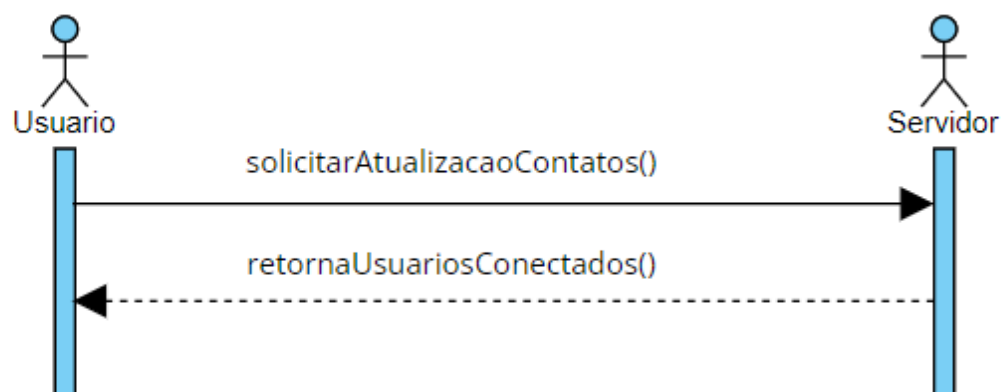 Usuario
Servidor
solicitarAtualizacaoContatos()
retornaUsuariosConectados()